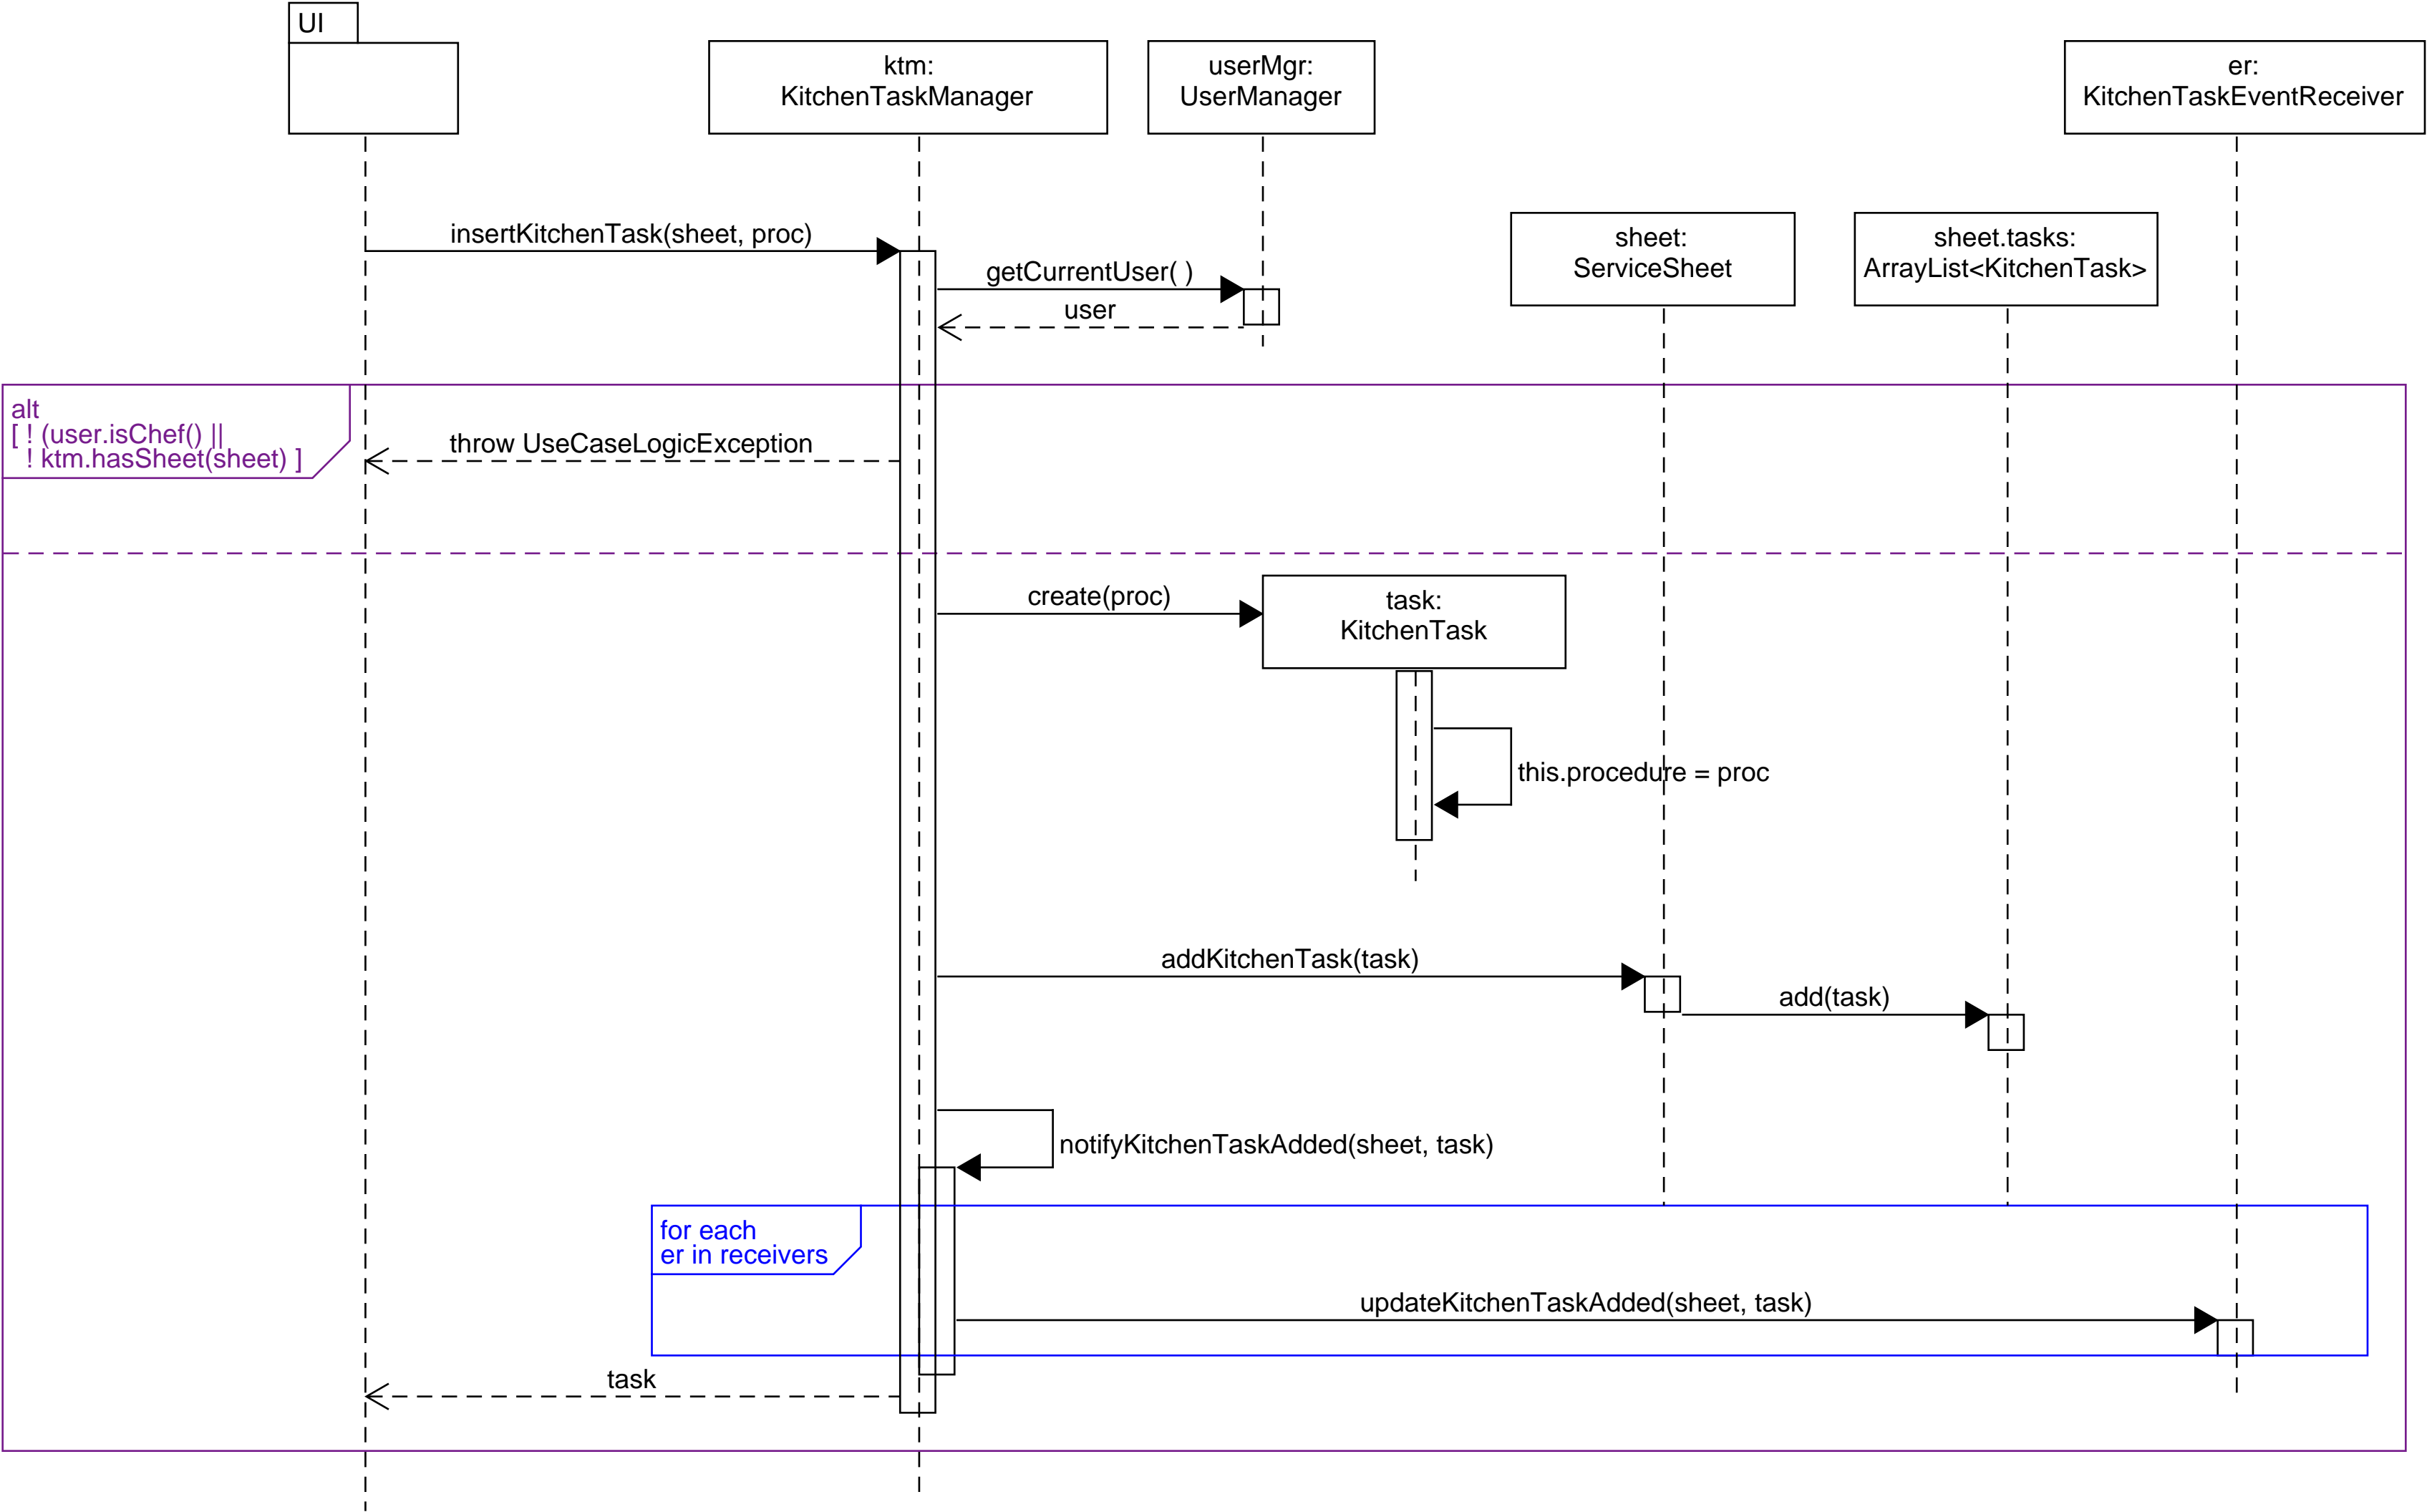 UI
ktm:
KitchenTaskManager
userMgr:
UserManager
er:
KitchenTaskEventReceiver
insertKitchenTask(sheet, proc)
getCurrentUser( )
user
sheet:
ServiceSheet
sheet.tasks:
ArrayList<KitchenTask>
alt
[ ! (user.isChef() ||
! ktm.hasSheet(sheet) ]
throw UseCaseLogicException
create(proc)
task:
KitchenTask
this.procedure = proc
addKitchenTask(task)
add(task)
notifyKitchenTaskAdded(sheet, task)
for each
er in receivers
updateKitchenTaskAdded(sheet, task)
task